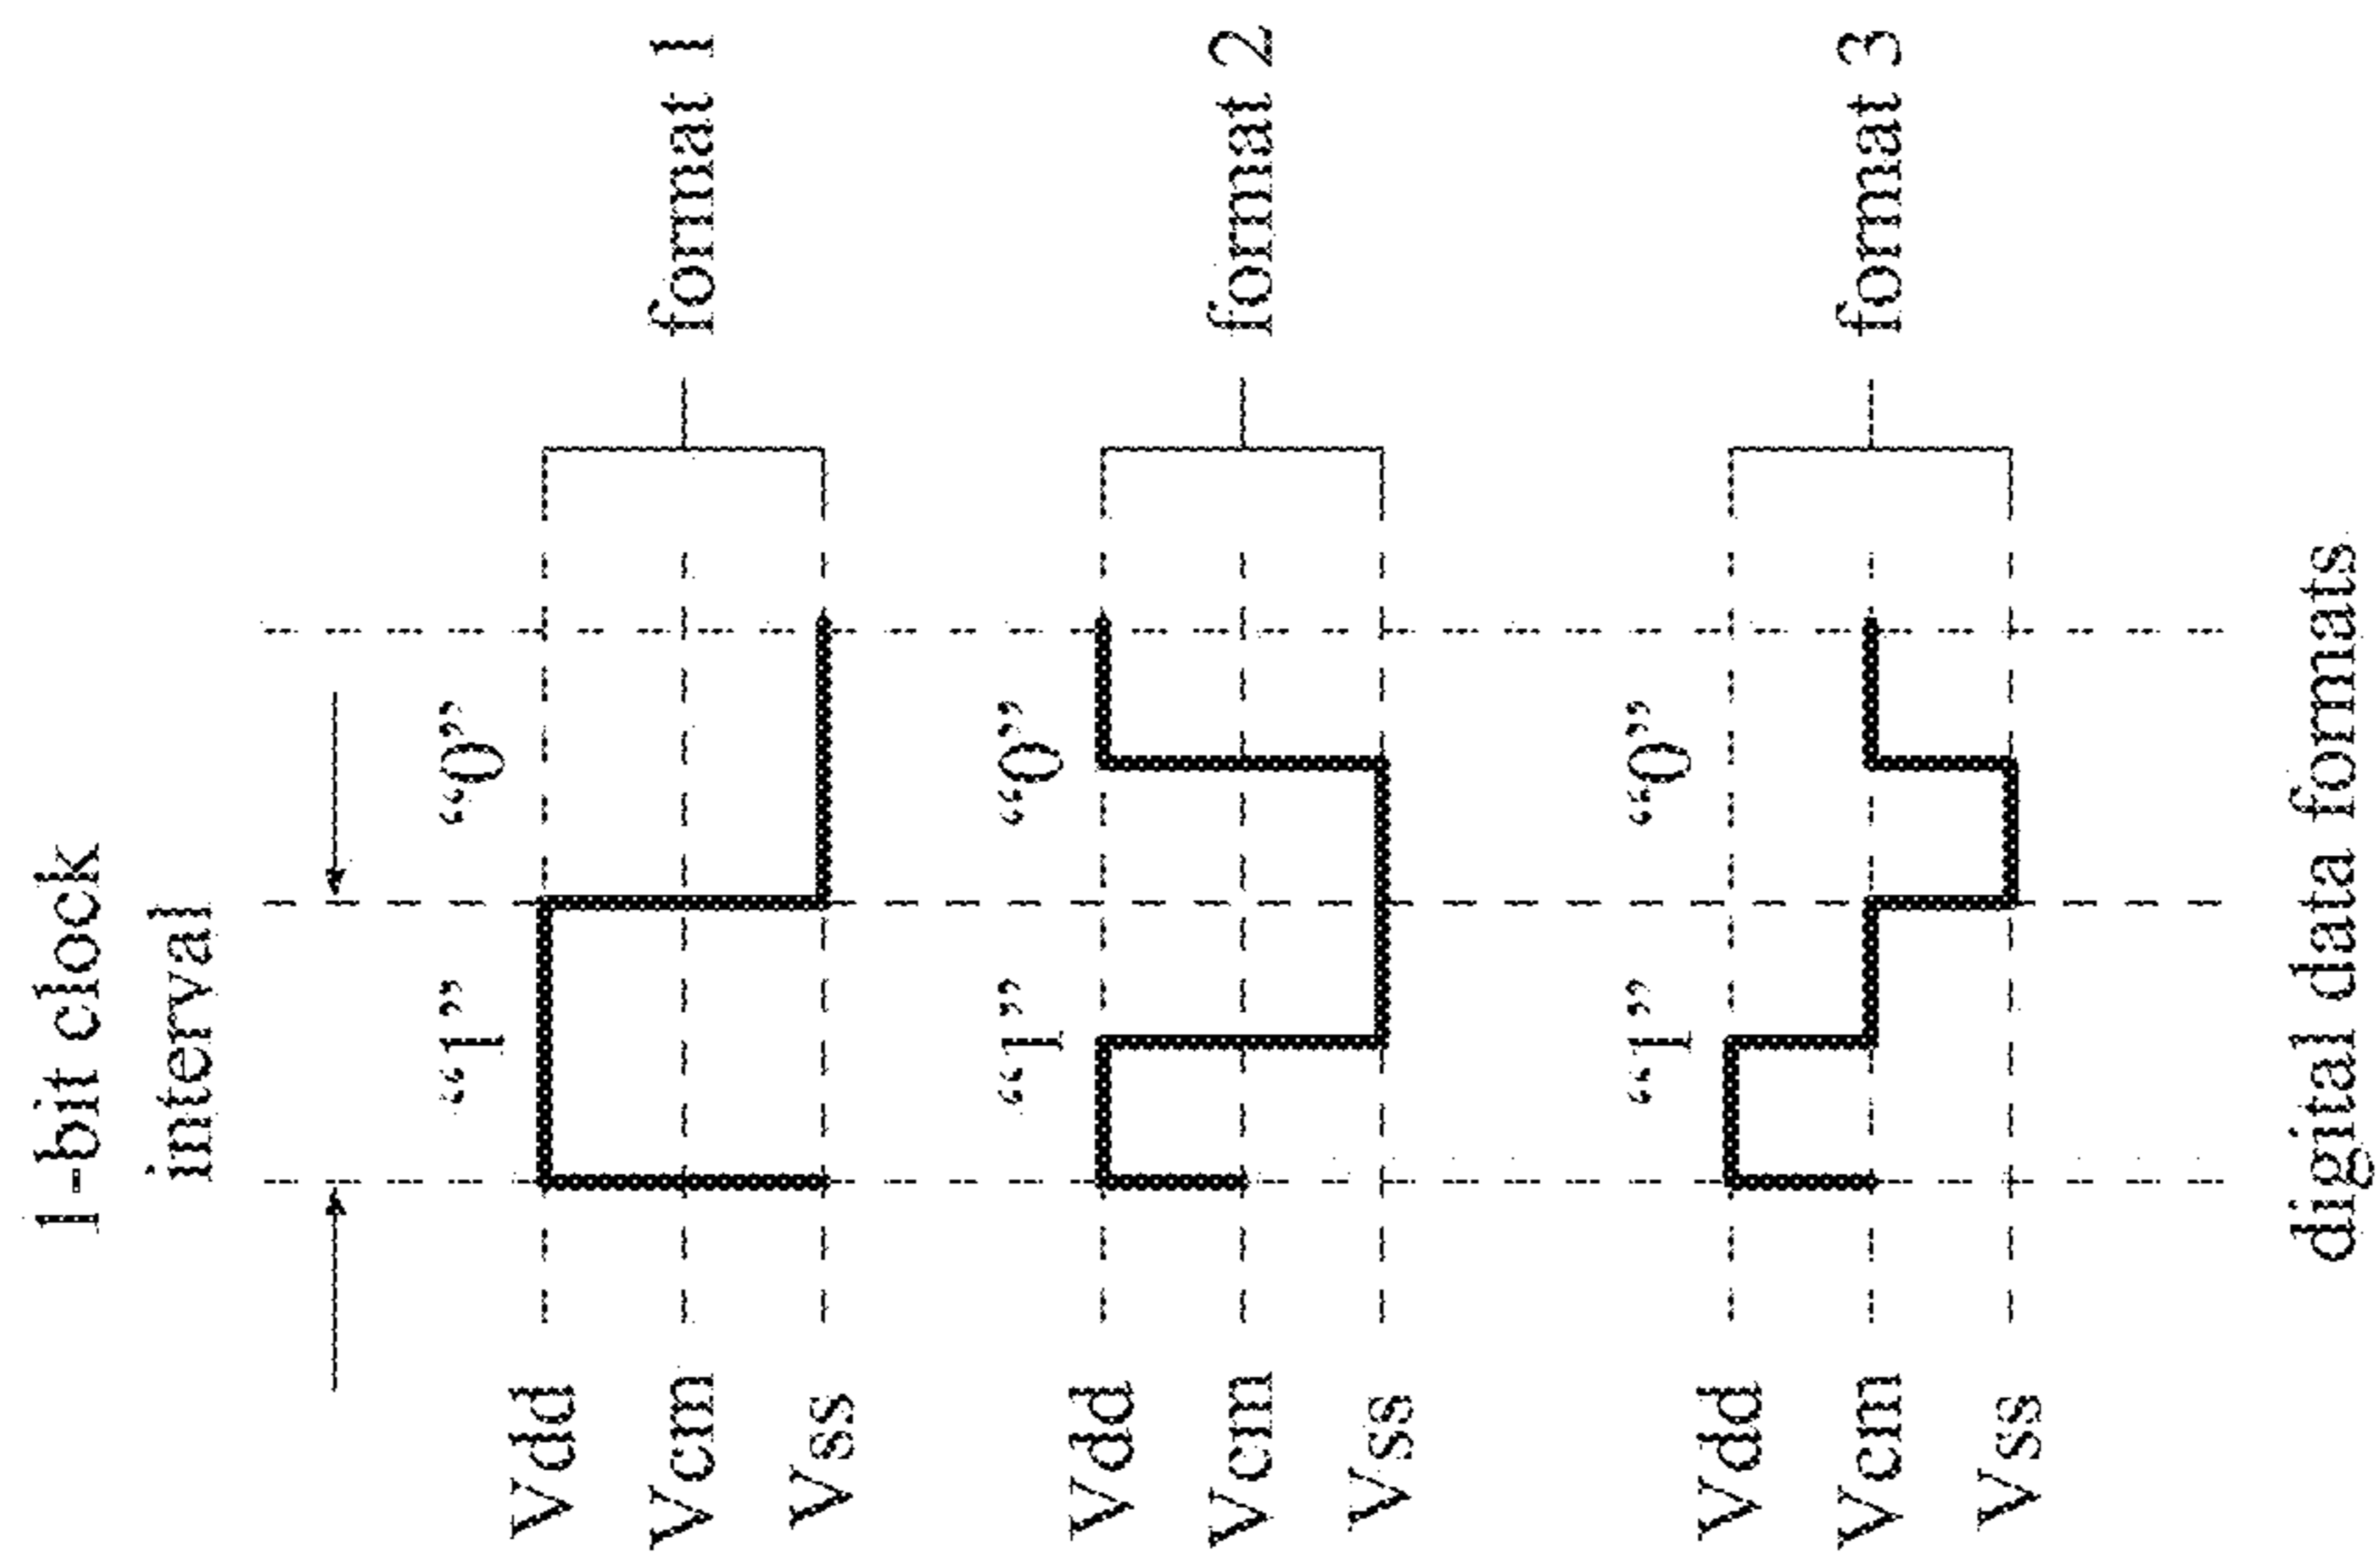 1-bit clock
interval
Vdd
Vcm
Vss
“1”
“0”
format 1
Vdd
Vcm
Vss
“1”
“0”
format 2
Vdd
Vcm
Vss
“1”
“0”
format 3
digital data formats